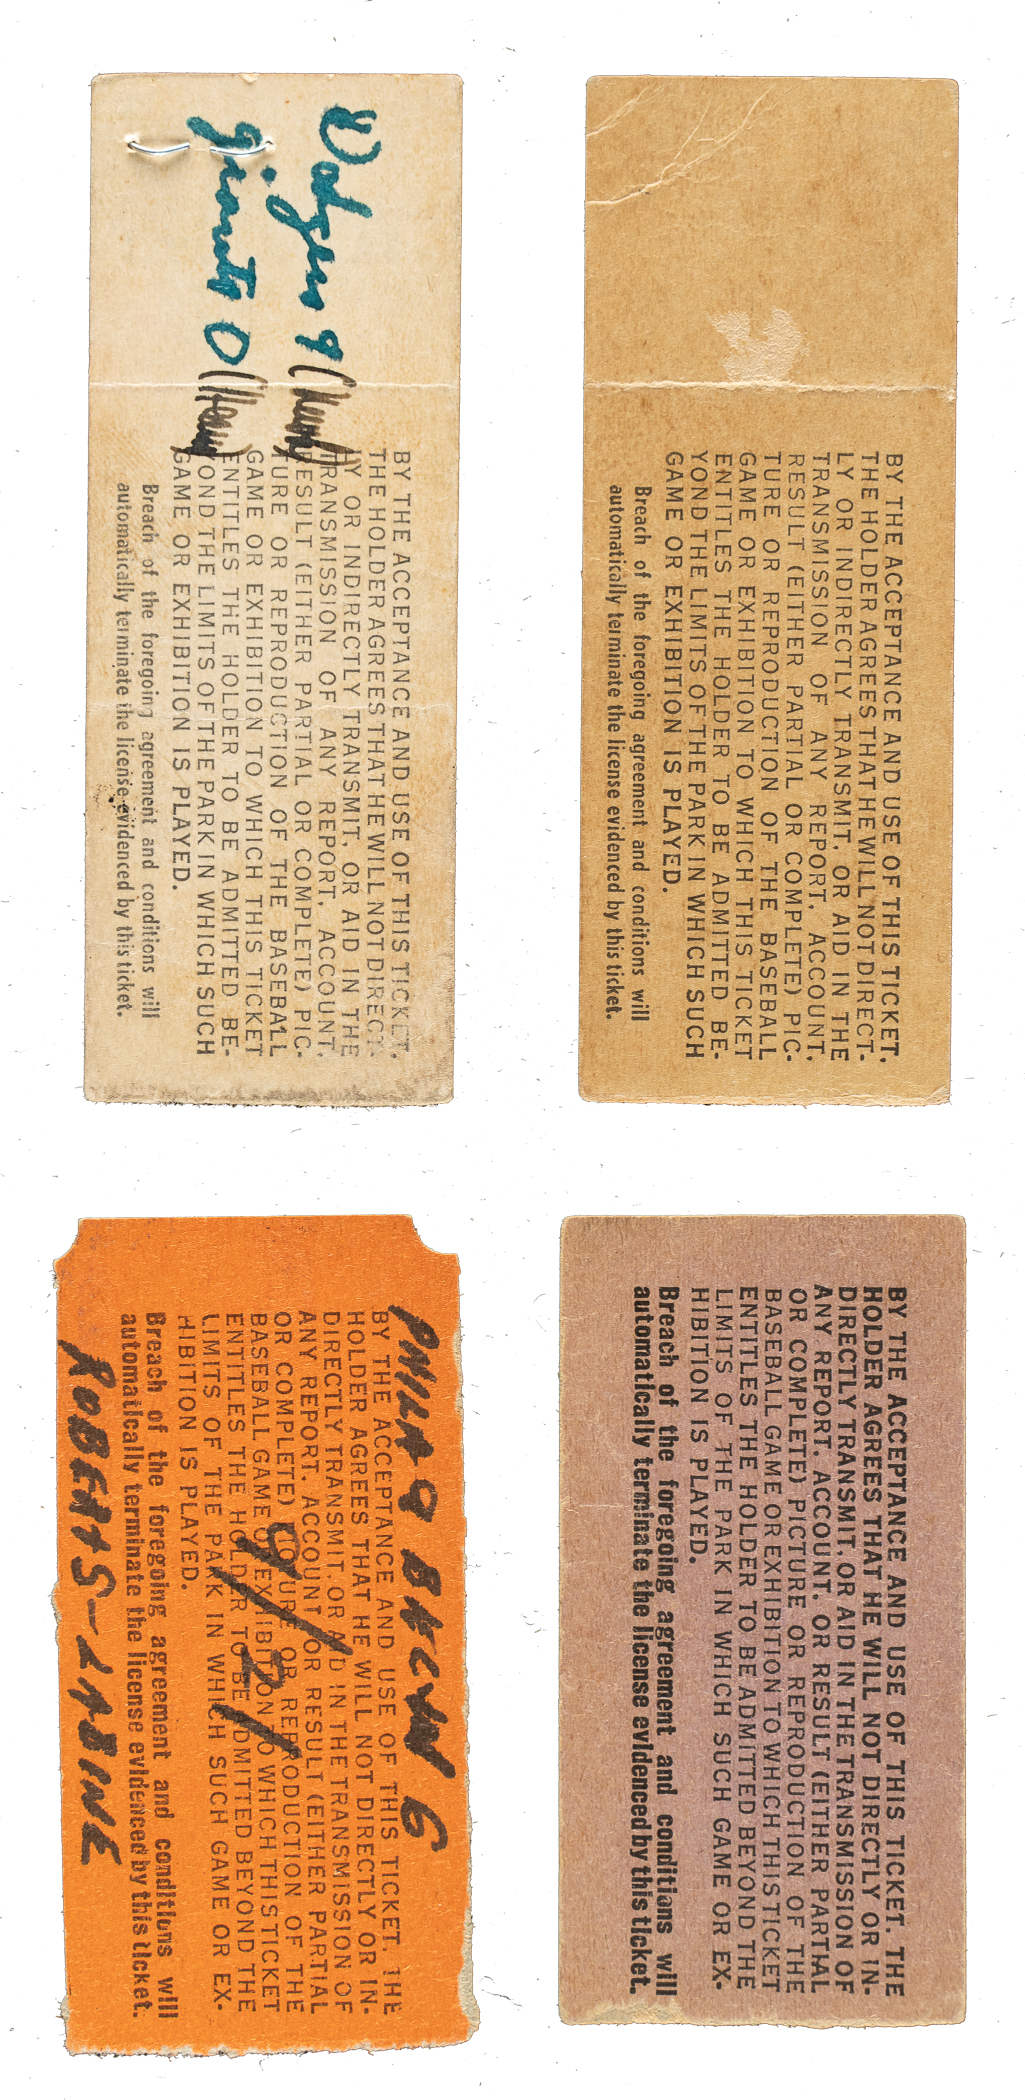 Dodgers 9
Giants 0
BY THE ACCEPTANCE AND USE OF THIS TICKET.
THE HOLDER AGREES THAT HE WILL NOT DIRECT-
LY OR INDIRECTLY TRANSMIT, OR AID IN THE
TRANSMISSION OF ANY REPORT, ACCOUNT,
RESULT (EITHER PARTIAL OR COMPLETE) PIC-
TURE OR REPRODUCTION OF THE BASEBALL
GAME OR EXHIBITION TO WHICH THIS TICKET
ENTITLES THE HOLDER TO BE ADMITTED BE-
YOND THE LIMITS OF THE PARK IN WHICH SUCH
GAME OR EXHIBITION IS PLAYED.
Breach of the foregoing agreement and conditions will
automatically terminate the license evidenced by this ticket.
BY THE ACCEPTANCE AND USE OF THIS TICKET.
THE HOLDER AGREES THAT HE WILL NOT DIRECT-
LY OR INDIRECTLY TRANSMIT, OR AID IN THE
TRANSMISSION OF ANY REPORT, ACCOUNT,
RESULT (EITHER PARTIAL OR COMPLETE) PIC-
TURE OR REPRODUCTION OF THE BASEBALL
GAME OR EXHIBITION TO WHICH THIS TICKET
ENTITLES THE HOLDER TO BE ADMITTED BE-
YOND THE LIMITS OF THE PARK IN WHICH SUCH
GAME OR EXHIBITION IS PLAYED.
Breach of the foregoing agreement and conditions will
automatically terminate the license evidenced by this ticket.
PHILA 9 BKLYN 6
BY THE ACCEPTANCE AND USE OF THIS TICKET. THE
HOLDER AGREES THAT HE WILL NOT DIRECTLY OR IN-
DIRECTLY TRANSMIT, OR AID IN THE TRANSMISSION OF
ANY REPORT, ACCOUNT, OR RESULT (EITHER PARTIAL
OR COMPLETE) PICTURE OR REPRODUCTION OF THE
BASEBALL GAME OR EXHIBITION TO WHICH THIS TICKET
ENTITLES THE HOLDER TO BE ADMITTED BEYOND THE
LIMITS OF THE PARK IN WHICH SUCH GAME OR EX-
HIBITION IS PLAYED.
Breach of the foregoing agreement and conditions will
automatically terminate the license evidenced by this ticket.
ROBERTS-LABINE
BY THE ACCEPTANCE AND USE OF THIS TICKET. THE
HOLDER AGREES THAT HE WILL NOT DIRECTLY OR IN-
DIRECTLY TRANSMIT, OR AID IN THE TRANSMISSION OF
ANY REPORT, ACCOUNT, OR RESULT (EITHER PARTIAL
OR COMPLETE) PICTURE OR REPRODUCTION OF THE
BASEBALL GAME OR EXHIBITION TO WHICH THIS TICKET
ENTITLES THE HOLDER TO BE ADMITTED BEYOND THE
LIMITS OF THE PARK IN WHICH SUCH GAME OR EX-
HIBITION IS PLAYED.
Breach of the foregoing agreement and conditions will
automatically terminate the license evidenced by this ticket.